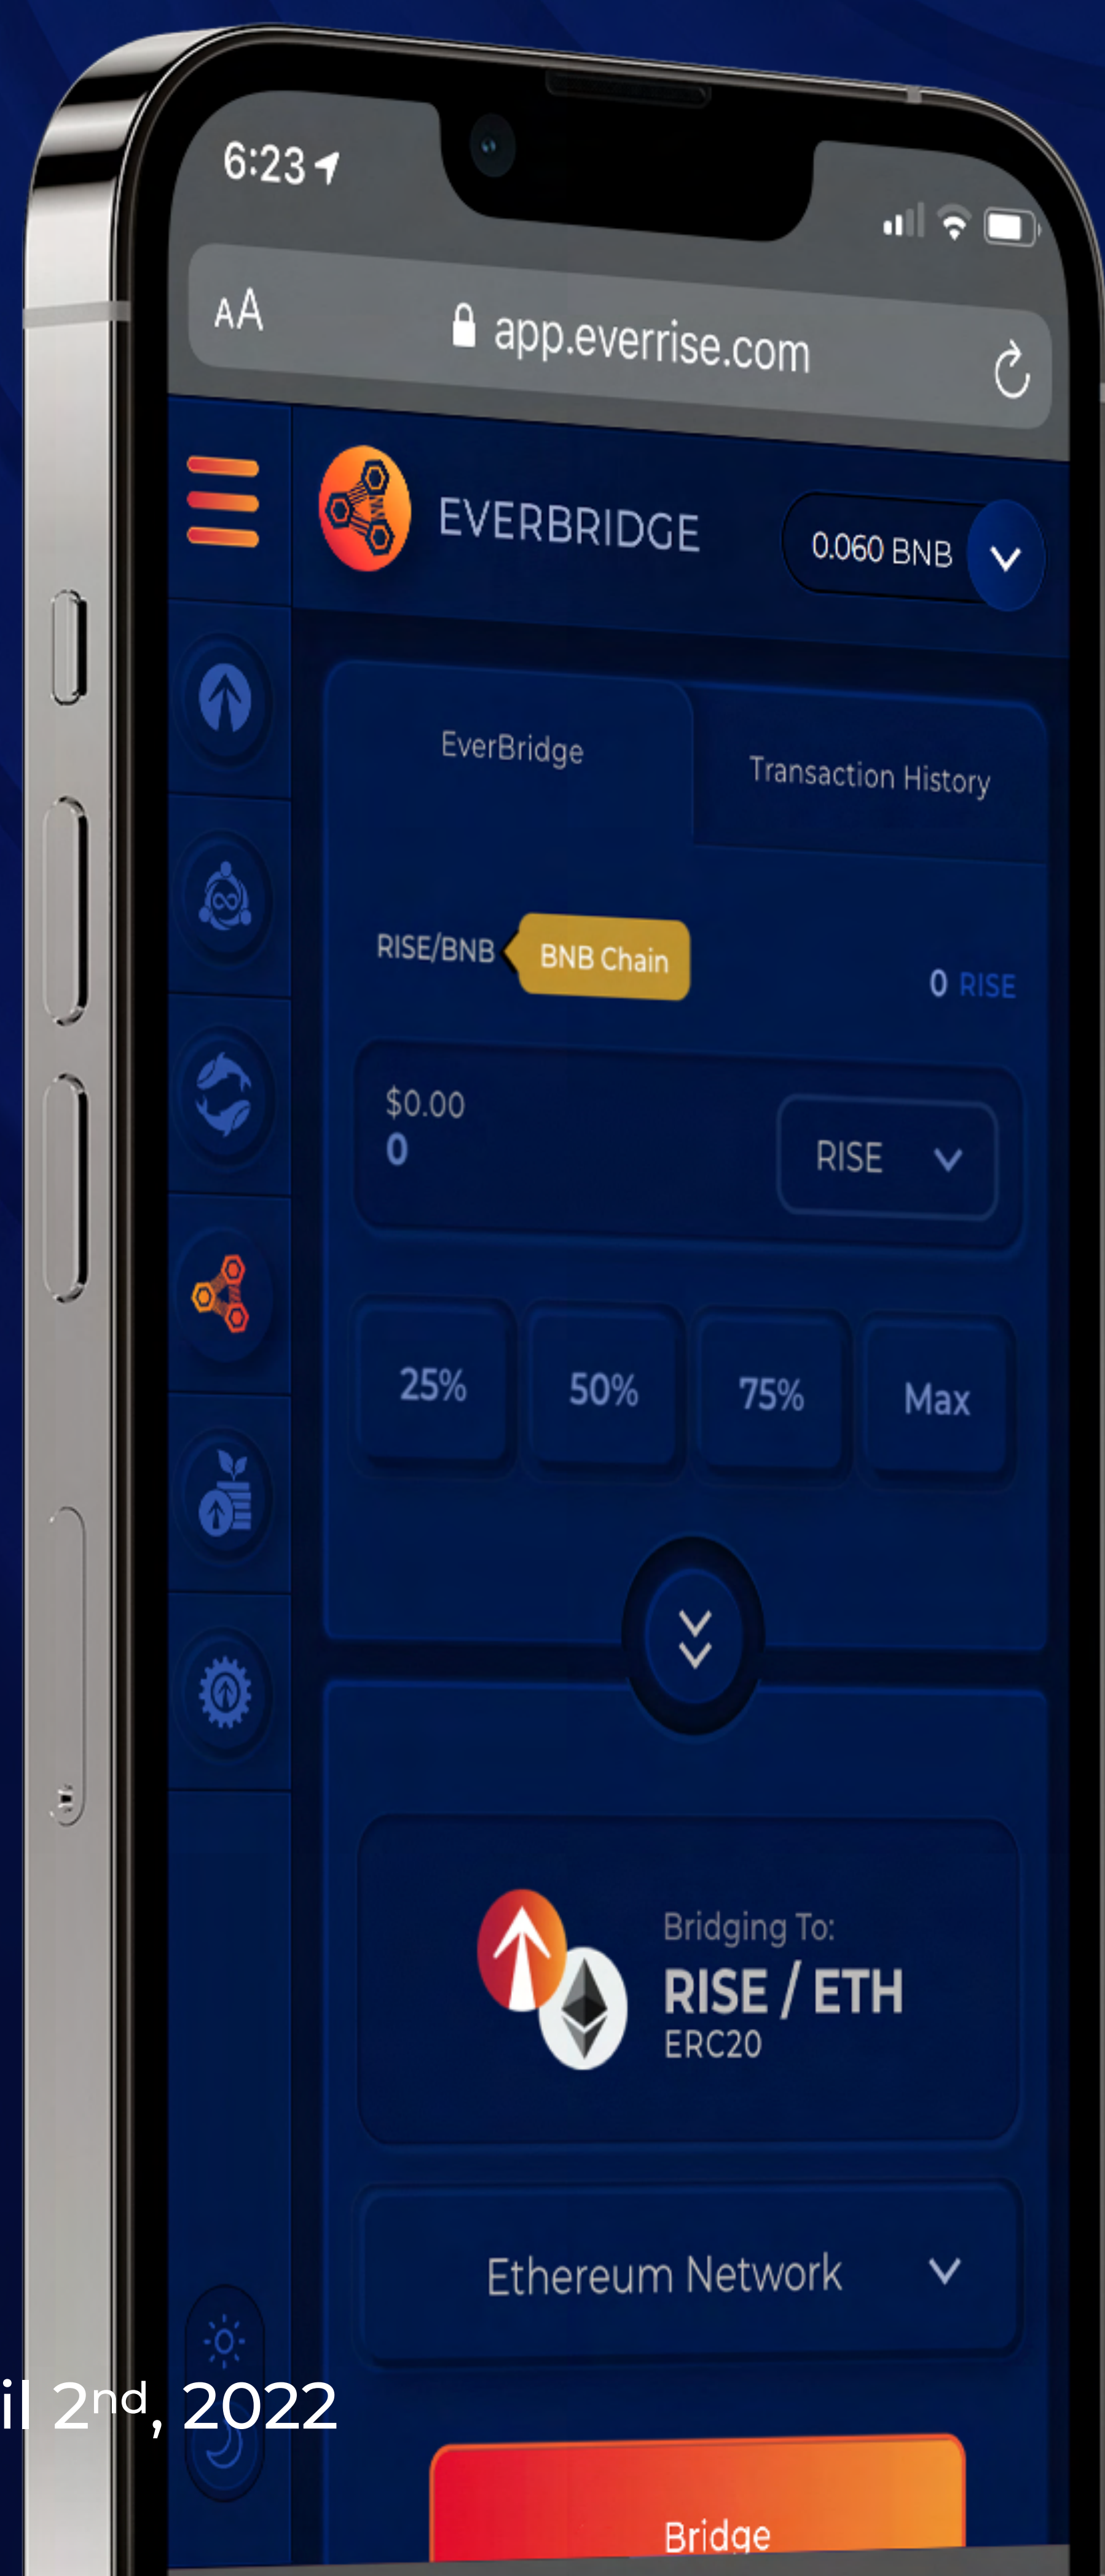 6:23
AA app.everrise.com
EVERBRIDGE 0.060 BNB
EverBridge Transaction History
RISE/BNB BNB Chain 0 RISE
$0.00
0 RISE
25% 50% 75% Max
Bridging To:
RISE / ETH
ERC20
Ethereum Network
il 2nd, 2022
Bridge